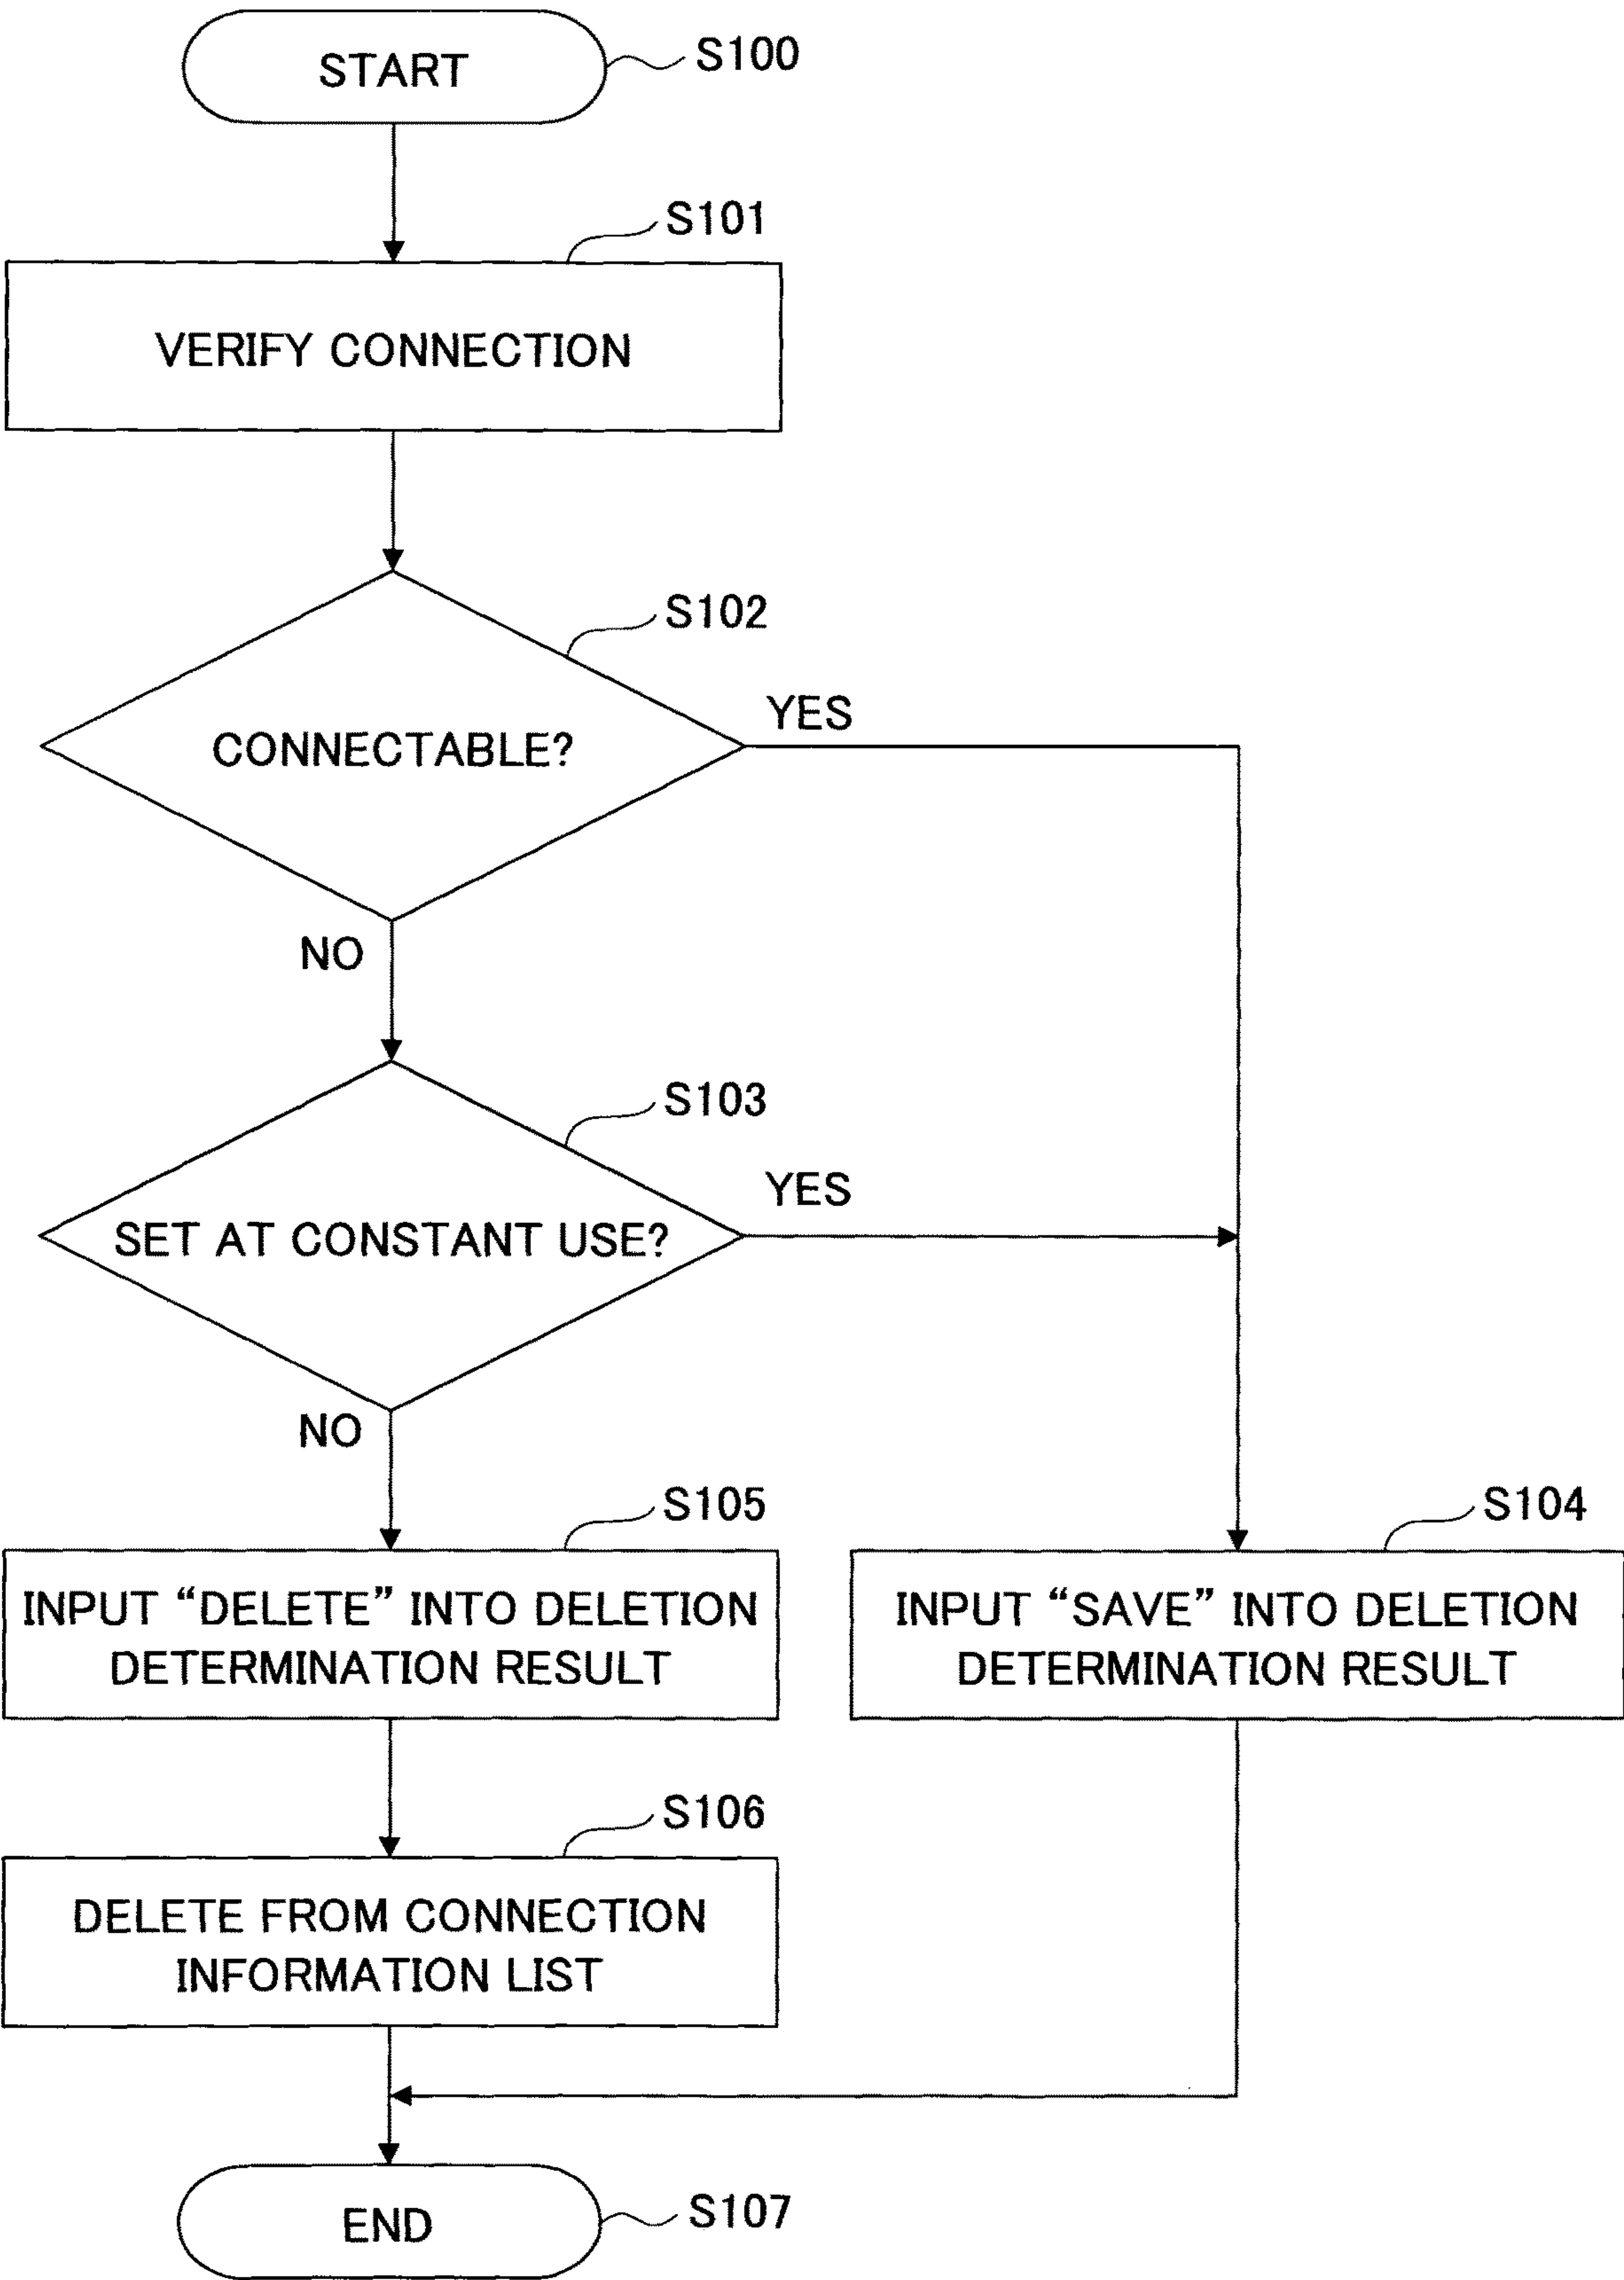 START
S100
S101
VERIFY CONNECTION
S102
CONNECTABLE?
YES
NO
S103
SET AT CONSTANT USE?
YES
NO
S105
INPUT “DELETE” INTO DELETION
DETERMINATION RESULT
S104
INPUT “SAVE” INTO DELETION
DETERMINATION RESULT
S106
DELETE FROM CONNECTION
INFORMATION LIST
END
S107